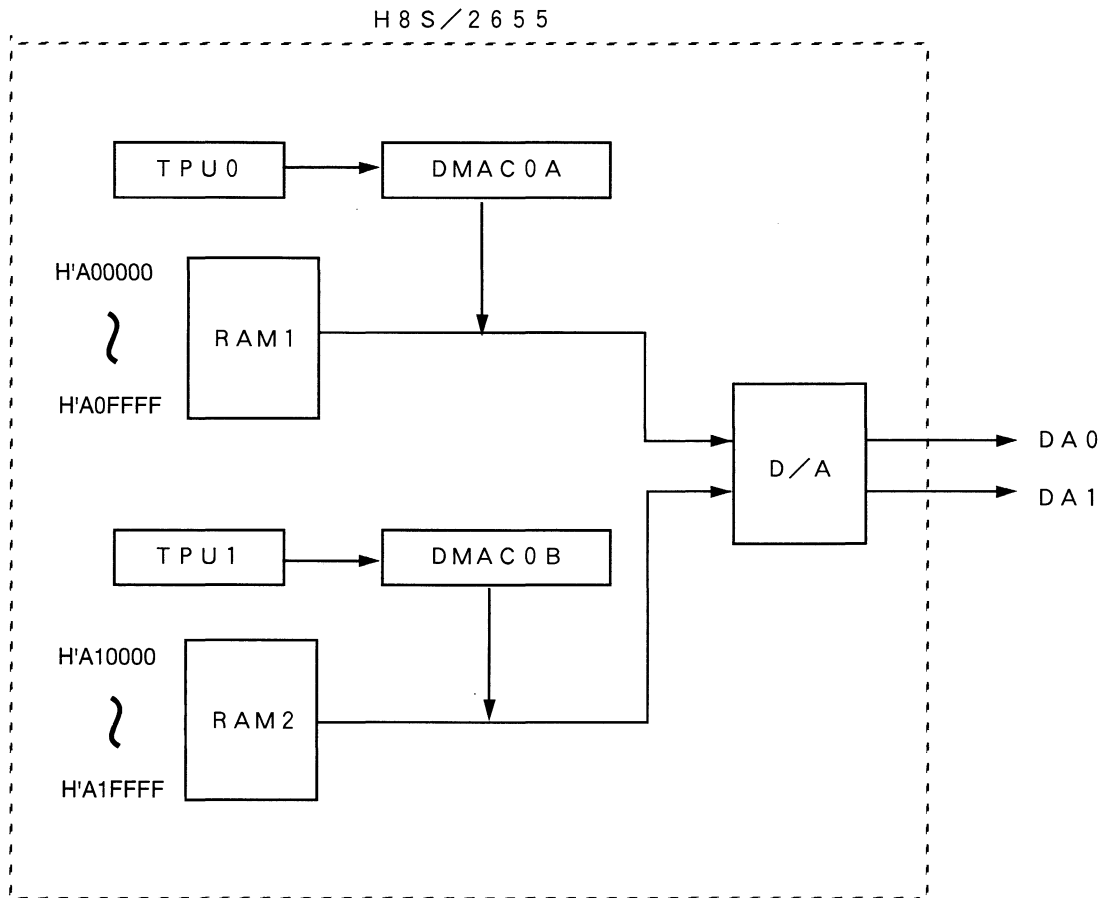 H8S／2655
TPU0
DMAC0A
H'A00000
～
H'A0FFFF
RAM1
D／A
DA0
DA1
TPU1
DMAC0B
H'A10000
～
H'A1FFFF
RAM2